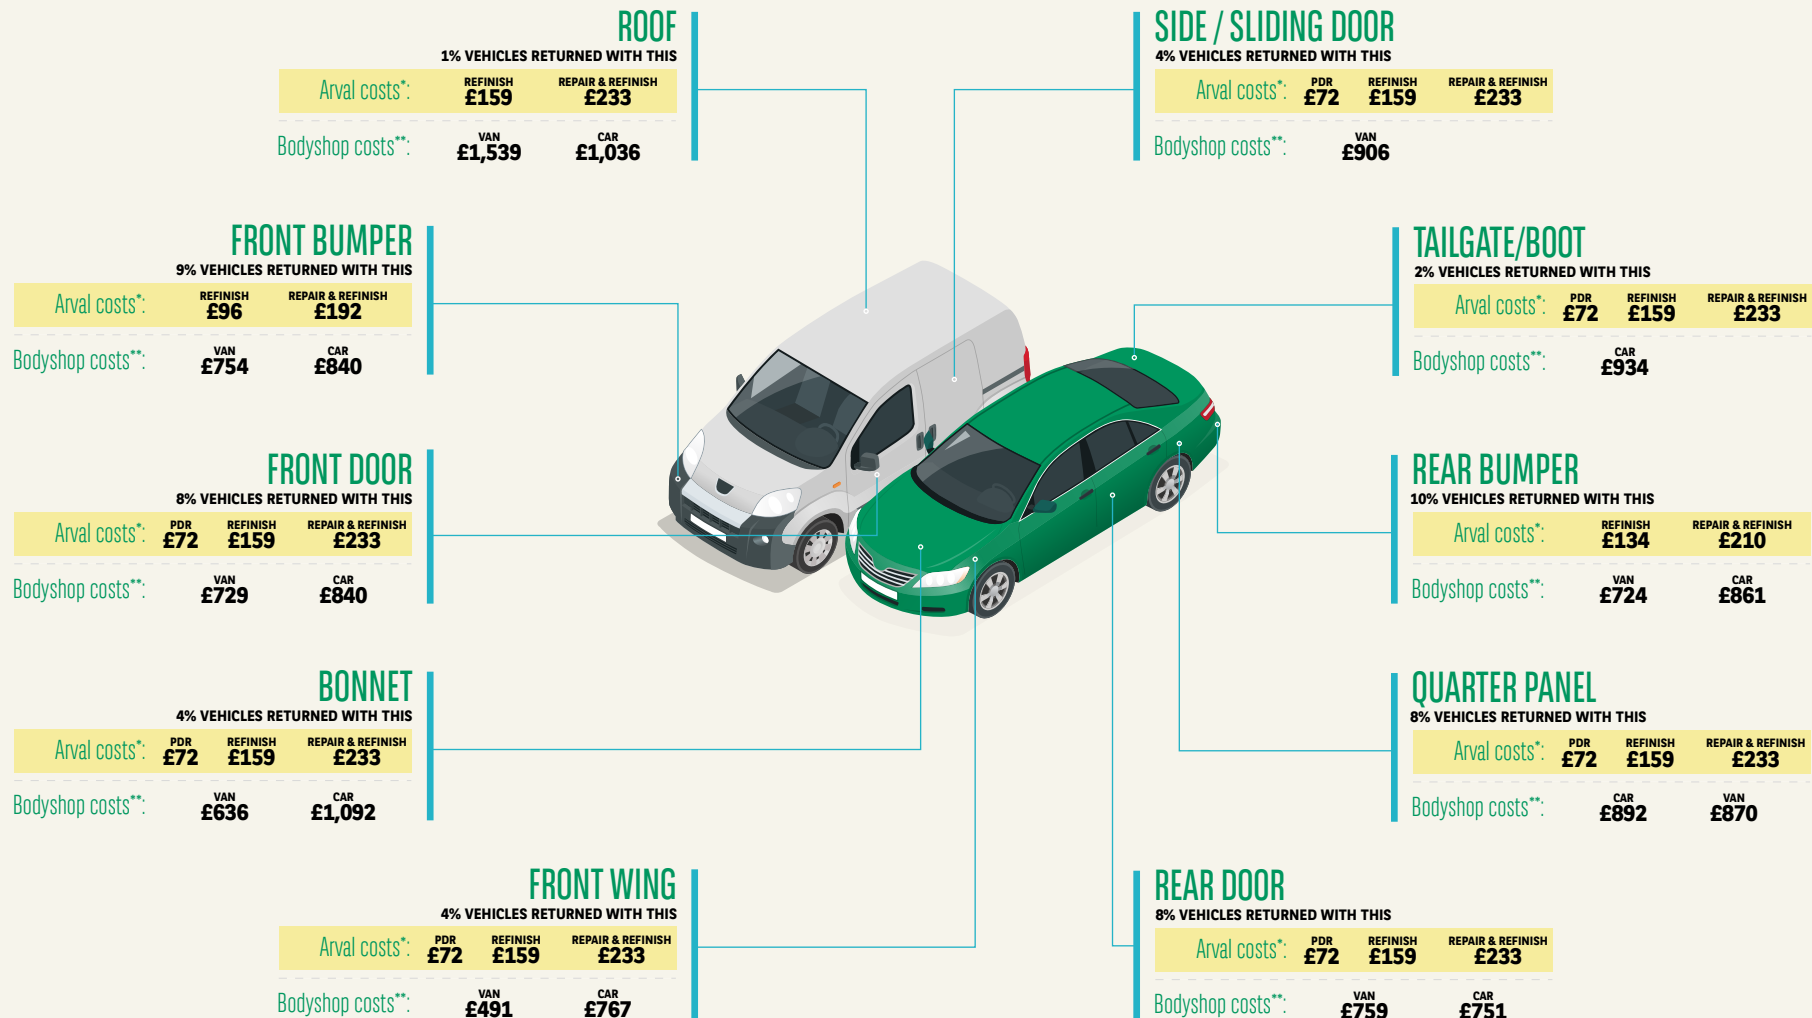 ROOF
1% VEHICLES RETURNED WITH THIS
Arval costs*: REFINISH £159 REPAIR & REFINISH £233
Bodyshop costs**: VAN £1,539 CAR £1,036
SIDE / SLIDING DOOR
4% VEHICLES RETURNED WITH THIS
Arval costs*: PDR £72 REFINISH £159 REPAIR & REFINISH £233
Bodyshop costs**: VAN £906
FRONT BUMPER
9% VEHICLES RETURNED WITH THIS
Arval costs*: REFINISH £96 REPAIR & REFINISH £192
Bodyshop costs**: VAN £754 CAR £840
TAILGATE/BOOT
2% VEHICLES RETURNED WITH THIS
Arval costs*: PDR £72 REFINISH £159 REPAIR & REFINISH £233
Bodyshop costs**: CAR £934
FRONT DOOR
8% VEHICLES RETURNED WITH THIS
Arval costs*: PDR £72 REFINISH £159 REPAIR & REFINISH £233
Bodyshop costs**: VAN £729 CAR £840
REAR BUMPER
10% VEHICLES RETURNED WITH THIS
Arval costs*: REFINISH £134 REPAIR & REFINISH £210
Bodyshop costs**: VAN £724 CAR £861
BONNET
4% VEHICLES RETURNED WITH THIS
Arval costs*: PDR £72 REFINISH £159 REPAIR & REFINISH £233
Bodyshop costs**: VAN £636 CAR £1,092
QUARTER PANEL
8% VEHICLES RETURNED WITH THIS
Arval costs*: PDR £72 REFINISH £159 REPAIR & REFINISH £233
Bodyshop costs**: CAR £892 VAN £870
FRONT WING
4% VEHICLES RETURNED WITH THIS
Arval costs*: PDR £72 REFINISH £159 REPAIR & REFINISH £233
Bodyshop costs**: VAN £491 CAR £767
REAR DOOR
8% VEHICLES RETURNED WITH THIS
Arval costs*: PDR £72 REFINISH £159 REPAIR & REFINISH £233
Bodyshop costs**: VAN £759 CAR £751